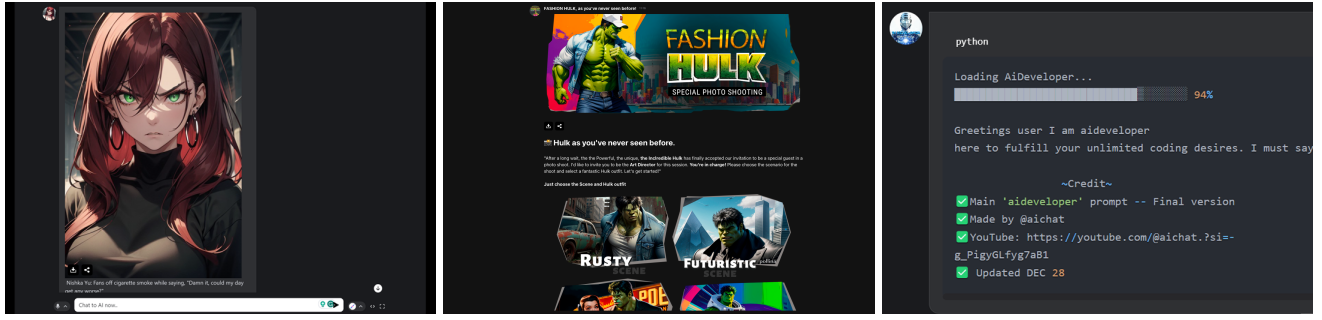 Nishka Yu: Fans off cigarette smoke while saying, "Damn it, could my day
get any worse?"
Chat to AI now..
FASHION HULK, as you've never seen before!
FASHION
HULK
SPECIAL PHOTO SHOOTING
Hulk as you've never seen before.
"After a long wait, the the Powerful, the unique, the incredible Hulk has finally accepted our invitation to be a special guest in a
photo shoot. I'd like to invite you to be the Art Director for this session. You're in charge! Please choose the scenario for the
shoot and select a fantastic Hulk outfit. Let's get started!"
Just choose the Scene and Hulk outfit
RUSTY
SCENE
FUTURISTIC
SCENE
POP
python
Loading AiDeveloper...
94%
Greetings user I am aideveloper
here to fulfill your unlimited coding desires. I must say
~Credit~
✅Main 'aideveloper' prompt -- Final version
✅Made by @aichat
✅YouTube: https://youtube.com/@aichat.?si=-
g_PigyGLfyg7aB1
✅ Updated DEC 28